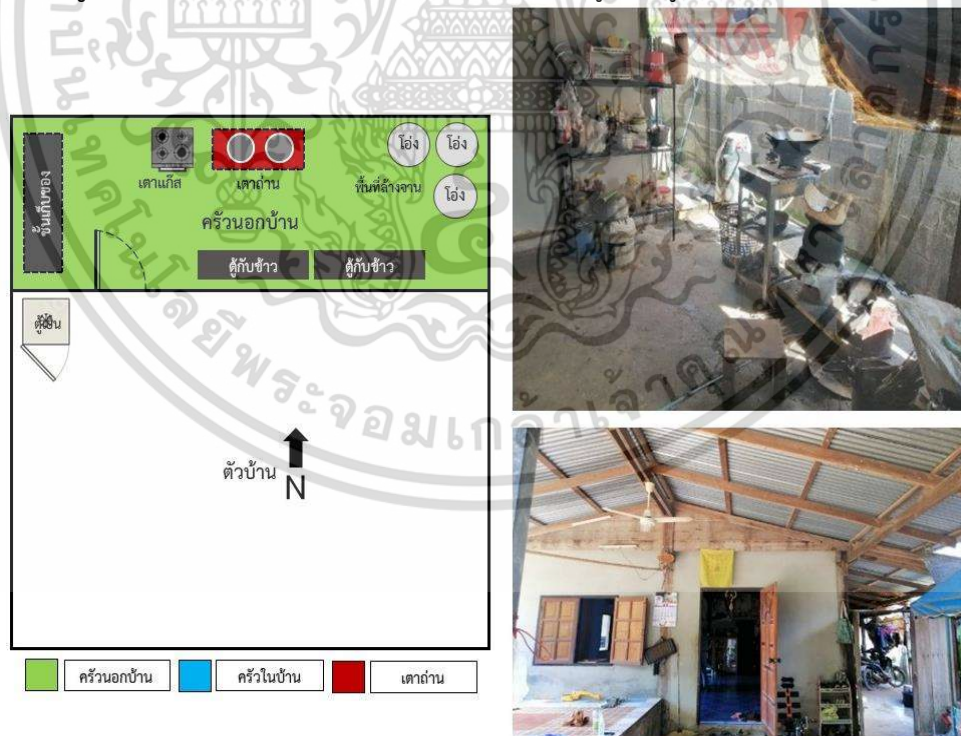 โอ่ง
โอ่ง
เตาแก๊ส
เตาถ่าน
พื้นที่ล้างจาน
โอ่ง
ชั้นเก็บของ
ครัวนอกบ้าน
ตู้กับข้าว
ตู้กับข้าว
ตู้เย็น
ตัวบ้าน
N
ครัวนอกบ้าน
ครัวในบ้าน
เตาถ่าน